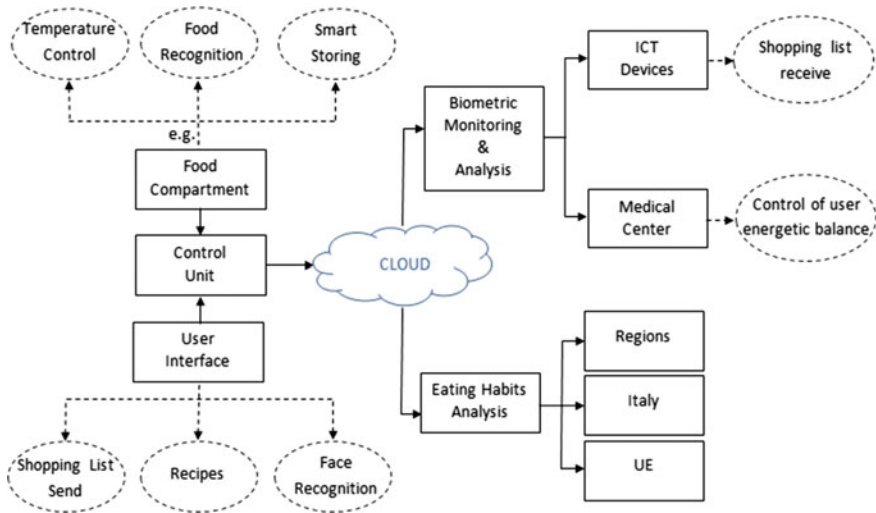 Temperature
Control
Food
Recognition
Smart
Storing
e.g.
Food
Compartment
Control
Unit
User
Interface
Shopping List
Send
Recipes
Face
Recognition
CLOUD
Biometric
Monitoring
&
Analysis
ICT
Devices
Shopping list
receive
Medical
Center
Control of user
energetic balance
Eating Habits
Analysis
Regions
Italy
UE